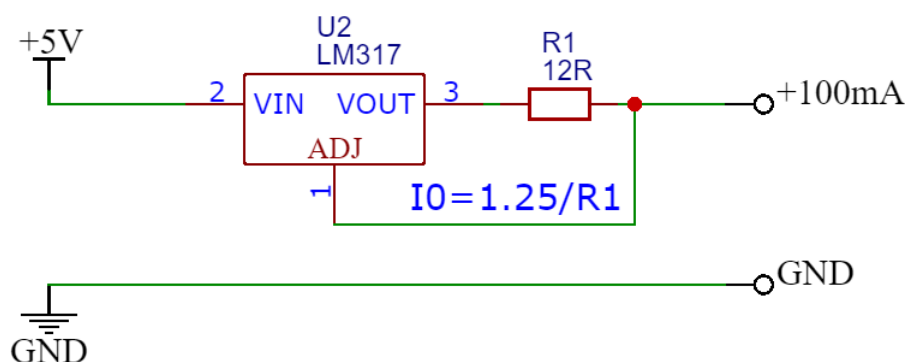 +5V
U2
LM317
R1
12R
2
VIN
VOUT
3
+100mA
ADJ
1
I0=1.25/R1
GND
GND